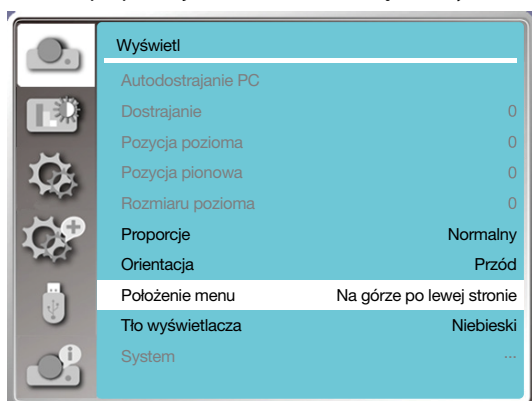 Wyświetl
Autodostrajanie PC
Dostrajanie 0
Pozycja pozioma 0
Pozycja pionowa 0
Rozmiaru pozioma 0
Proporcje Normalny
Orientacja Przód
Położenie menu Na górze po lewej stronie
Tło wyświetlacza Niebieski
System ...